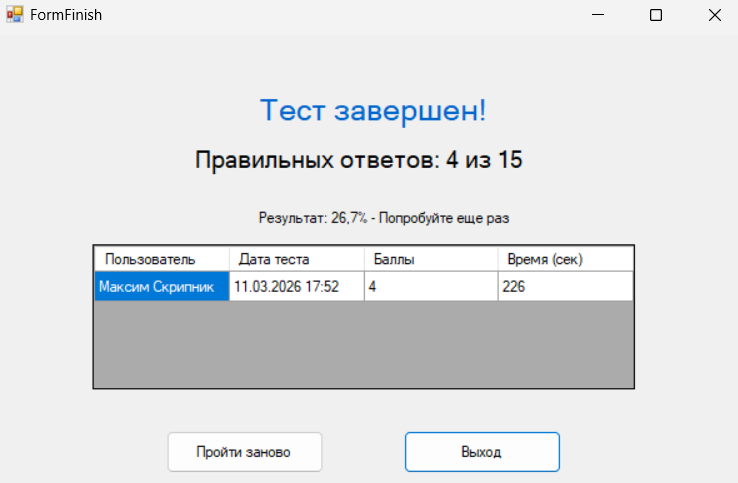 FormFinish
Тест завершен!
Правильных ответов: 4 из 15
Результат: 26,7% - Попробуйте еще раз
Пользователь Дата теста Баллы Время (сек)
Максим Скрипник 11.03.2026 17:52 4 226
Пройти заново Выход